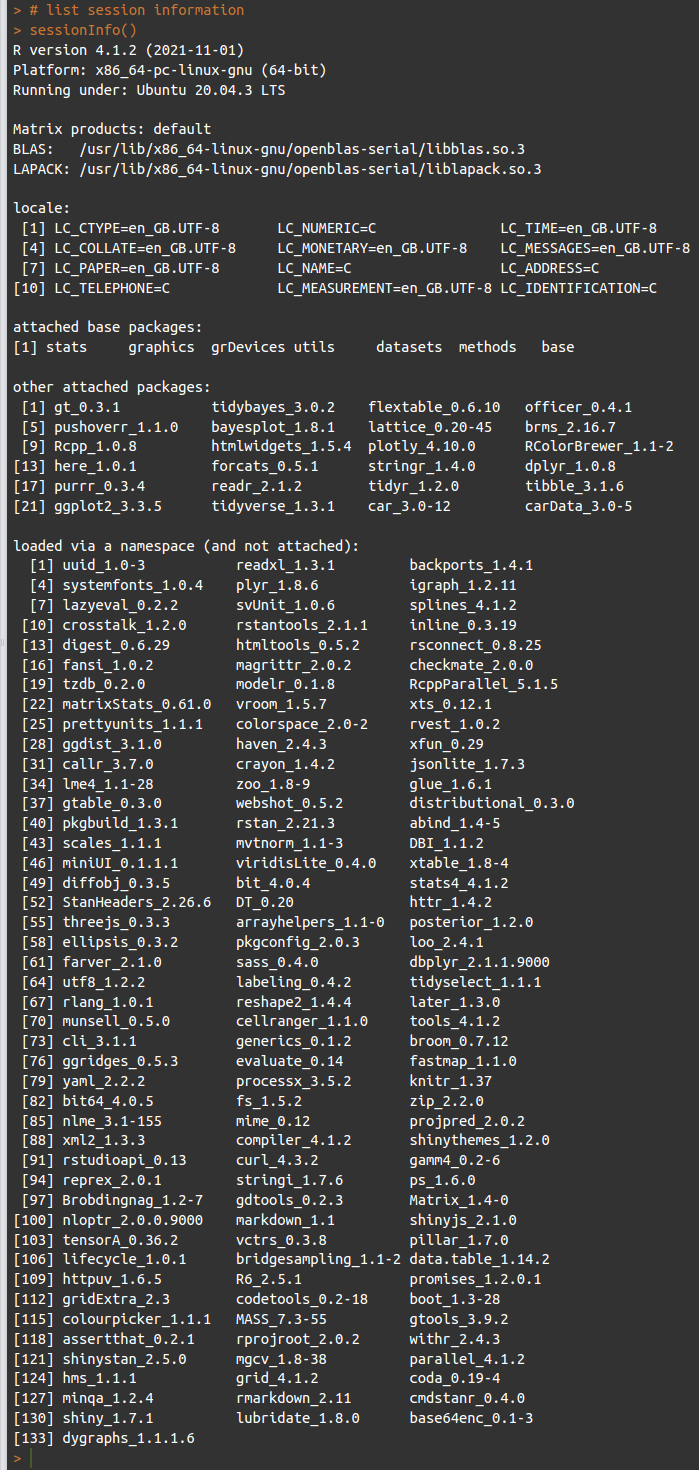 > # list session information
> sessionInfo()
R version 4.1.2 (2021-11-01)
Platform: x86_64-pc-linux-gnu (64-bit)
Running under: Ubuntu 20.04.3 LTS

Matrix products: default
BLAS:   /usr/lib/x86_64-linux-gnu/openblas-serial/libblas.so.3
LAPACK: /usr/lib/x86_64-linux-gnu/openblas-serial/liblapack.so.3

locale:
 [1] LC_CTYPE=en_GB.UTF-8       LC_NUMERIC=C               LC_TIME=en_GB.UTF-8
 [4] LC_COLLATE=en_GB.UTF-8     LC_MONETARY=en_GB.UTF-8    LC_MESSAGES=en_GB.UTF-8
 [7] LC_PAPER=en_GB.UTF-8       LC_NAME=C                  LC_ADDRESS=C
[10] LC_TELEPHONE=C             LC_MEASUREMENT=en_GB.UTF-8 LC_IDENTIFICATION=C

attached base packages:
[1] stats     graphics  grDevices utils     datasets  methods   base

other attached packages:
 [1] gt_0.3.1           tidybayes_3.0.2    flextable_0.6.10   officer_0.4.1
 [5] pushoverr_1.1.0    bayesplot_1.8.1    lattice_0.20-45    brms_2.16.7
 [9] Rcpp_1.0.8         htmlwidgets_1.5.4  plotly_4.10.0      RColorBrewer_1.1-2
[13] here_1.0.1         forcats_0.5.1      stringr_1.4.0      dplyr_1.0.8
[17] purrr_0.3.4        readr_2.1.2        tidyr_1.2.0        tibble_3.1.6
[21] ggplot2_3.3.5      tidyverse_1.3.1    car_3.0-12         carData_3.0-5

loaded via a namespace (and not attached):
  [1] uuid_1.0-3           readxl_1.3.1         backports_1.4.1
  [4] systemfonts_1.0.4    plyr_1.8.6           igraph_1.2.11
  [7] lazyeval_0.2.2       svUnit_1.0.6         splines_4.1.2
 [10] crosstalk_1.2.0      rstantools_2.1.1     inline_0.3.19
 [13] digest_0.6.29        htmltools_0.5.2      rsconnect_0.8.25
 [16] fansi_1.0.2          magrittr_2.0.2       checkmate_2.0.0
 [19] tzdb_0.2.0           modelr_0.1.8         RcppParallel_5.1.5
 [22] matrixStats_0.61.0   vroom_1.5.7          xts_0.12.1
 [25] prettyunits_1.1.1    colorspace_2.0-2     rvest_1.0.2
 [28] ggdist_3.1.0         haven_2.4.3          xfun_0.29
 [31] callr_3.7.0          crayon_1.4.2         jsonlite_1.7.3
 [34] lme4_1.1-28          zoo_1.8-9            glue_1.6.1
 [37] gtable_0.3.0         webshot_0.5.2        distributional_0.3.0
 [40] pkgbuild_1.3.1       rstan_2.21.3         abind_1.4-5
 [43] scales_1.1.1         mvtnorm_1.1-3        DBI_1.1.2
 [46] miniUI_0.1.1.1       viridisLite_0.4.0    xtable_1.8-4
 [49] diffobj_0.3.5        bit_4.0.4            stats4_4.1.2
 [52] StanHeaders_2.26.6   DT_0.20              httr_1.4.2
 [55] threejs_0.3.3        arrayhelpers_1.1-0   posterior_1.2.0
 [58] ellipsis_0.3.2       pkgconfig_2.0.3      loo_2.4.1
 [61] farver_2.1.0         sass_0.4.0           dbplyr_2.1.1.9000
 [64] utf8_1.2.2           labeling_0.4.2       tidyselect_1.1.1
 [67] rlang_1.0.1          reshape2_1.4.4       later_1.3.0
 [70] munsell_0.5.0        cellranger_1.1.0     tools_4.1.2
 [73] cli_3.1.1            generics_0.1.2       broom_0.7.12
 [76] ggridges_0.5.3       evaluate_0.14        fastmap_1.1.0
 [79] yaml_2.2.2           processx_3.5.2       knitr_1.37
 [82] bit64_4.0.5          fs_1.5.2             zip_2.2.0
 [85] nlme_3.1-155         mime_0.12            projpred_2.0.2
 [88] xml2_1.3.3           compiler_4.1.2       shinythemes_1.2.0
 [91] rstudioapi_0.13      curl_4.3.2           gamm4_0.2-6
 [94] reprex_2.0.1         stringi_1.7.6        ps_1.6.0
 [97] Brobdingnag_1.2-7    gdtools_0.2.3        Matrix_1.4-0
[100] nloptr_2.0.0.9000    markdown_1.1         shinyjs_2.1.0
[103] tensorA_0.36.2       vctrs_0.3.8          pillar_1.7.0
[106] lifecycle_1.0.1      bridgesampling_1.1-2 data.table_1.14.2
[109] httpuv_1.6.5         R6_2.5.1             promises_1.2.0.1
[112] gridExtra_2.3        codetools_0.2-18     boot_1.3-28
[115] colourpicker_1.1.1   MASS_7.3-55          gtools_3.9.2
[118] assertthat_0.2.1     rprojroot_2.0.2      withr_2.4.3
[121] shinystan_2.5.0      mgcv_1.8-38          parallel_4.1.2
[124] hms_1.1.1            grid_4.1.2           coda_0.19-4
[127] minqa_1.2.4          rmarkdown_2.11       cmdstanr_0.4.0
[130] shiny_1.7.1          lubridate_1.8.0      base64enc_0.1-3
[133] dygraphs_1.1.1.6
>